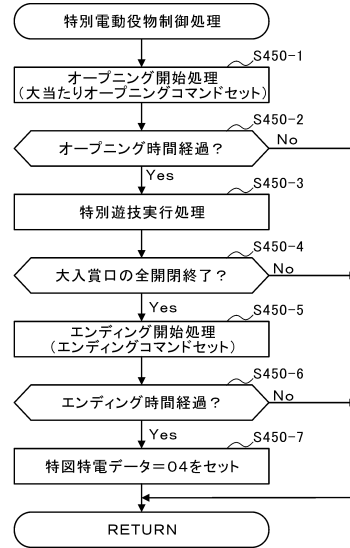 特別電動役物制御処理
S450-1
オープニング開始処理
（大当たりオープニングコマンドセット）
S450-2
オープニング時間経過？
No
Yes
S450-3
特別遊技実行処理
S450-4
大入賞口の全開閉終了？
No
Yes
S450-5
エンディング開始処理
（エンディングコマンドセット）
S450-6
エンディング時間経過？
No
Yes
S450-7
特図特電データ＝04をセット
RETURN